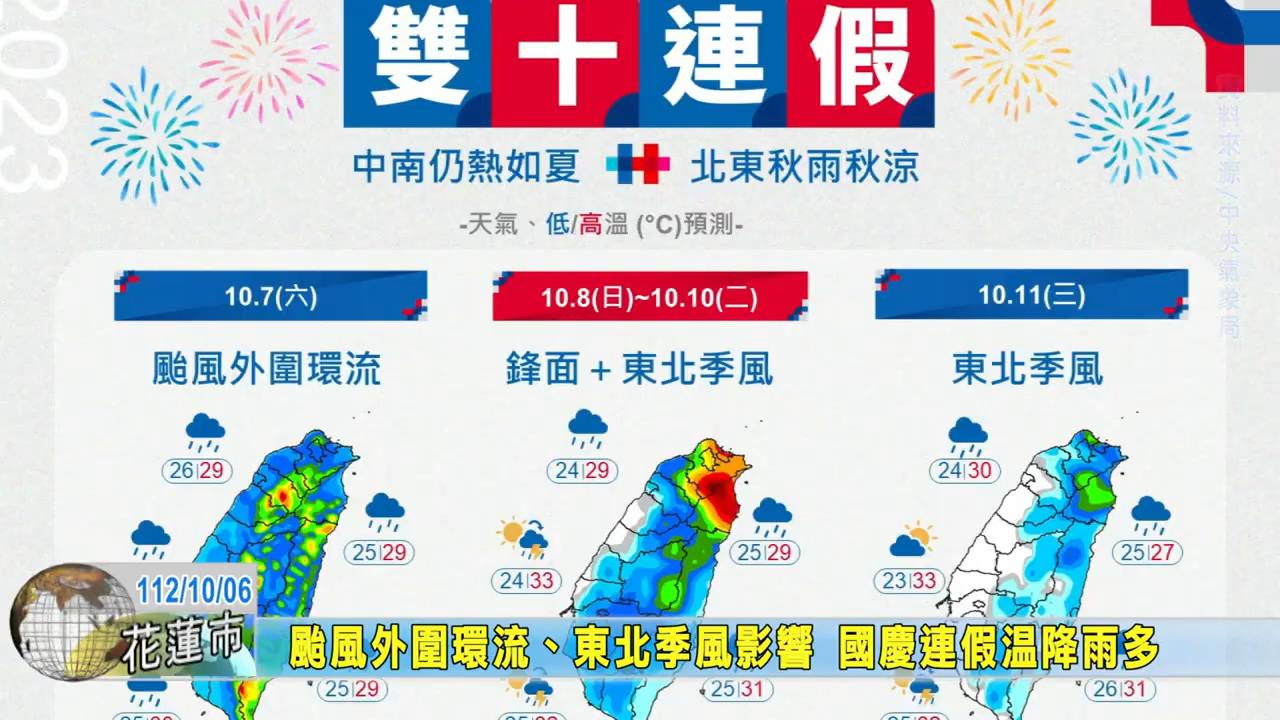 2023
雙十連假
中南仍熱如夏 北東秋雨秋涼
-天氣、低/高溫 (°C)預測-
資料來源/中央氣象局
10.7(六)
颱風外圍環流
26|29
25|29
25|29
10.8(日)~10.10(二)
鋒面+東北季風
24|29
25|29
24|33
25|31
10.11(三)
東北季風
24|30
25|27
23|33
26|31
112/10/06
花蓮市
颱風外圍環流、東北季風影響 國慶連假温降雨多